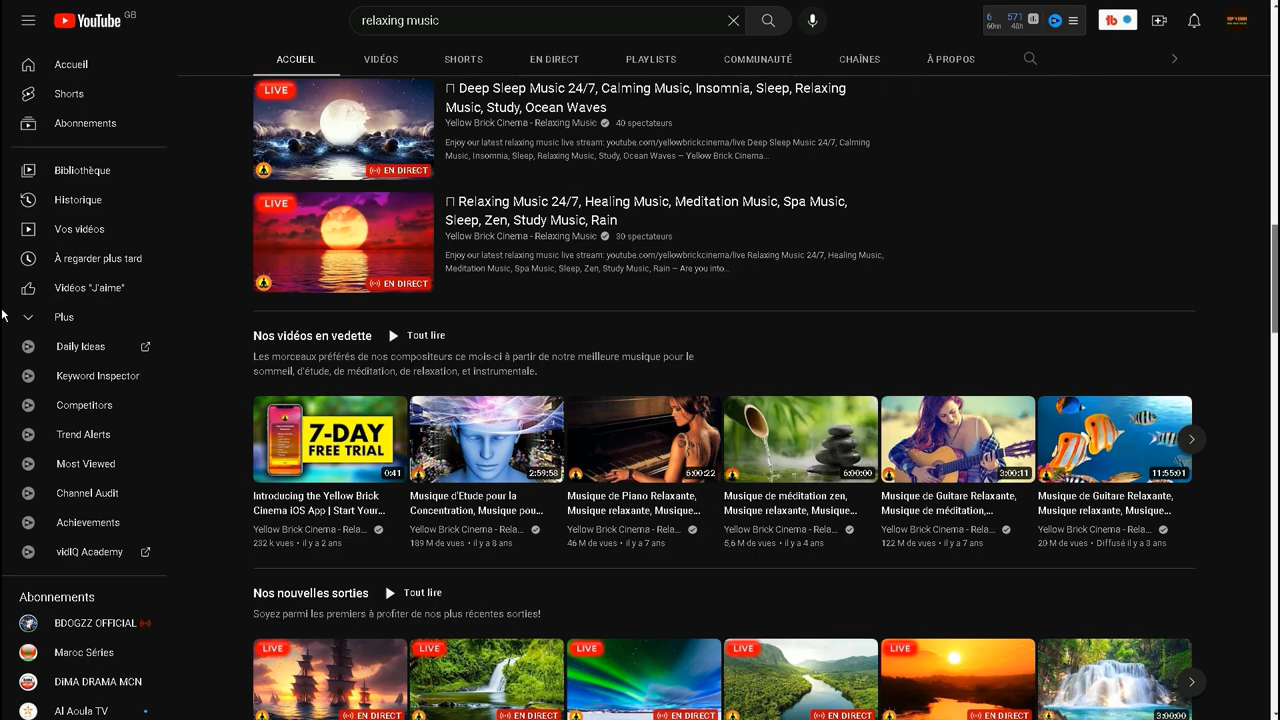 YouTube GB
relaxing music
6 571
60m 48h
tb
ACCUEIL VIDÉOS SHORTS EN DIRECT PLAYLISTS COMMUNAUTÉ CHAÎNES À PROPOS
Accueil
Shorts
Abonnements
Bibliothèque
Historique
Vos vidéos
À regarder plus tard
Vidéos "J'aime"
Plus
Daily Ideas
Keyword Inspector
Competitors
Trend Alerts
Most Viewed
Channel Audit
Achievements
vidIQ Academy
Abonnements
BDOGZZ OFFICIAL
Maroc Séries
DiMA DRAMA MCN
Al Aoula TV
LIVE
EN DIRECT
Deep Sleep Music 24/7, Calming Music, Insomnia, Sleep, Relaxing
Music, Study, Ocean Waves
Yellow Brick Cinema - Relaxing Music 40 spectateurs
Enjoy our latest relaxing music live stream: youtube.com/yellowbrickcinema/live Deep Sleep Music 24/7, Calming
Music, Insomnia, Sleep, Relaxing Music, Study, Ocean Waves – Yellow Brick Cinema...
LIVE
EN DIRECT
Relaxing Music 24/7, Healing Music, Meditation Music, Spa Music,
Sleep, Zen, Study Music, Rain
Yellow Brick Cinema - Relaxing Music 30 spectateurs
Enjoy our latest relaxing music live stream: youtube.com/yellowbrickcinema/live Relaxing Music 24/7, Healing Music,
Meditation Music, Spa Music, Sleep, Zen, Study Music, Rain – Are you into...
Nos vidéos en vedette Tout lire
Les morceaux préférés de nos compositeurs ce mois-ci à partir de notre meilleure musique pour le
sommeil, d'étude, de méditation, de relaxation, et instrumentale.
7-DAY
FREE TRIAL
0:41 2:59:58 6:00:22 6:00:00 3:00:11 11:55:01
Introducing the Yellow Brick
Cinema iOS App | Start Your...
Yellow Brick Cinema - Rela...
232 k vues • il y a 2 ans
Musique d'Etude pour la
Concentration, Musique pou...
Yellow Brick Cinema - Rela...
189 M de vues • il y a 8 ans
Musique de Piano Relaxante,
Musique relaxante, Musique...
Yellow Brick Cinema - Rela...
46 M de vues • il y a 7 ans
Musique de méditation zen,
Musique relaxante, Musique...
Yellow Brick Cinema - Rela...
5,6 M de vues • il y a 4 ans
Musique de Guitare Relaxante,
Musique de méditation,...
Yellow Brick Cinema - Rela...
122 M de vues • il y a 7 ans
Musique de Guitare Relaxante,
Musique relaxante, Musique...
Yellow Brick Cinema - Rela...
20 M de vues • Diffusé il y a 3 ans
Nos nouvelles sorties Tout lire
Soyez parmi les premiers à profiter de nos plus récentes sorties!
LIVE LIVE LIVE LIVE LIVE
EN DIRECT EN DIRECT EN DIRECT EN DIRECT EN DIRECT 3:00:00